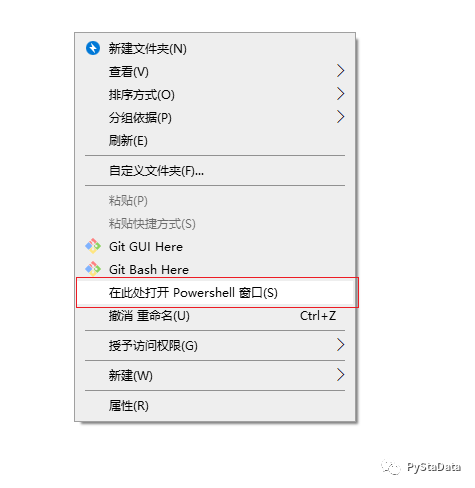 新建文件夹(N)
查看(V)
排序方式(O)
分组依据(P)
刷新(E)
自定义文件夹(F)...
粘贴(P)
粘贴快捷方式(S)
Git GUI Here
Git Bash Here
在此处打开 Powershell 窗口(S)
撤消 重命名(U) Ctrl+Z
授予访问权限(G)
新建(W)
属性(R)
PyStaData